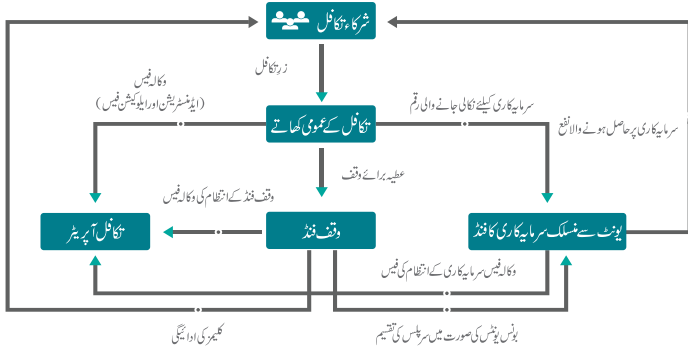 شرکاء تکافل
زرِ تکافل
وکالہ فیس
(ایڈمنسٹریشن اور ایلوکیشن فیس)
سرمایہ کاری کیلئے نکالی جانے والی رقم
تکافل کے عمومی کھاتے
سرمایہ کاری پر حاصل ہونے والا نفع
عطیہ برائے وقف
وقف فنڈ کے انتظام کی وکالہ فیس
یونٹ سے منسلک سرمایہ کاری کا فنڈ
وقف فنڈ
تکافل آپریٹر
وکالہ فیس سرمایہ کاری کے انتظام کی فیس
بونس یونٹس کی صورت میں سرپلس کی تقسیم
کلیمز کی ادائیگی